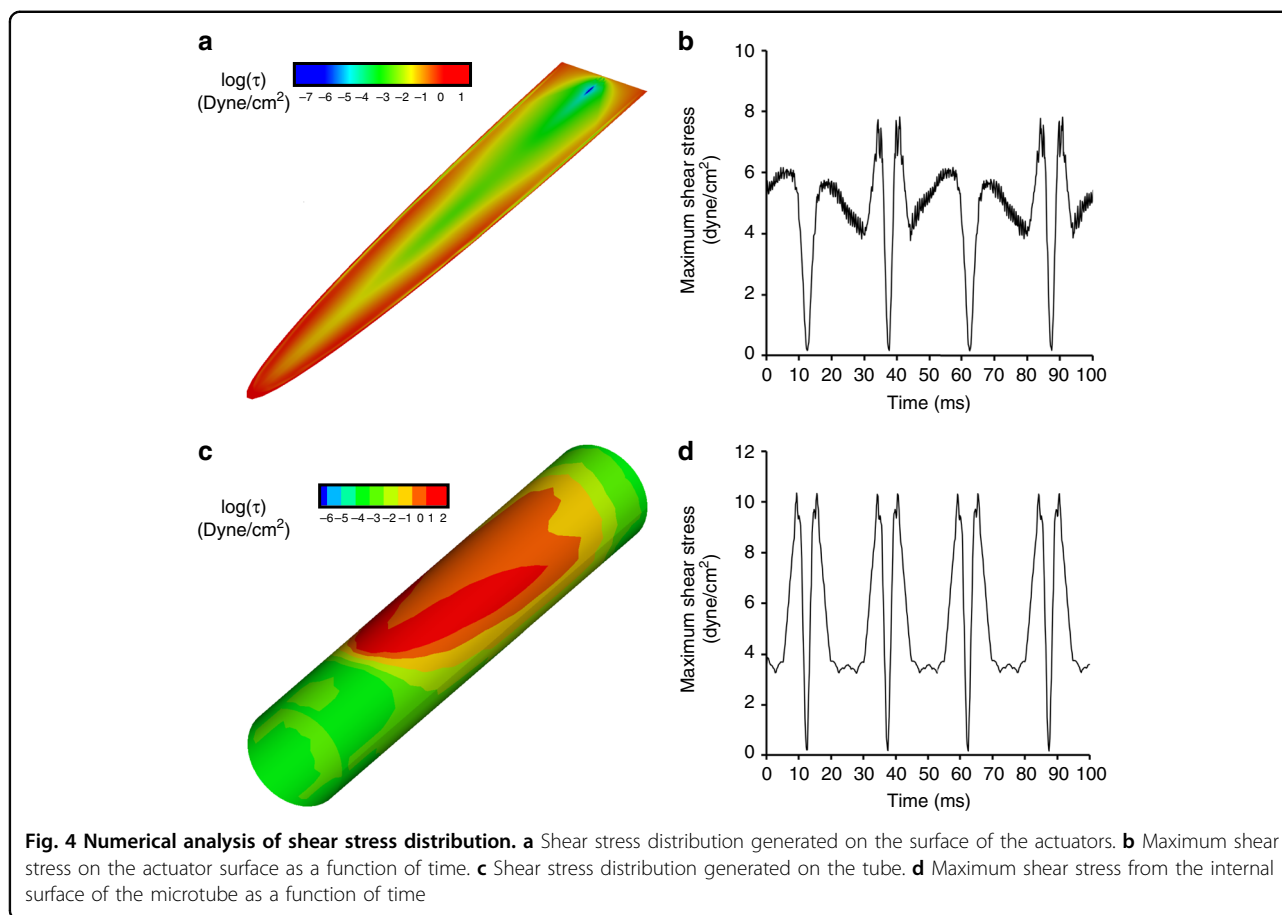 a
log(τ)
(Dyne/cm²)
−7 −6 −5 −4 −3 −2 −1 0 1
b
Maximum shear stress
(dyne/cm²)
10
8
6
4
2
0
0 10 20 30 40 50 60 70 80 90 100
Time (ms)
c
log(τ)
(Dyne/cm²)
−6 −5 −4 −3 −2 −1 0 1 2
d
Maximum shear stress
(dyne/cm²)
12
10
8
6
4
2
0
0 10 20 30 40 50 60 70 80 90 100
Time (ms)
Fig. 4 Numerical analysis of shear stress distribution. a Shear stress distribution generated on the surface of the actuators. b Maximum shear
stress on the actuator surface as a function of time. c Shear stress distribution generated on the tube. d Maximum shear stress from the internal
surface of the microtube as a function of time